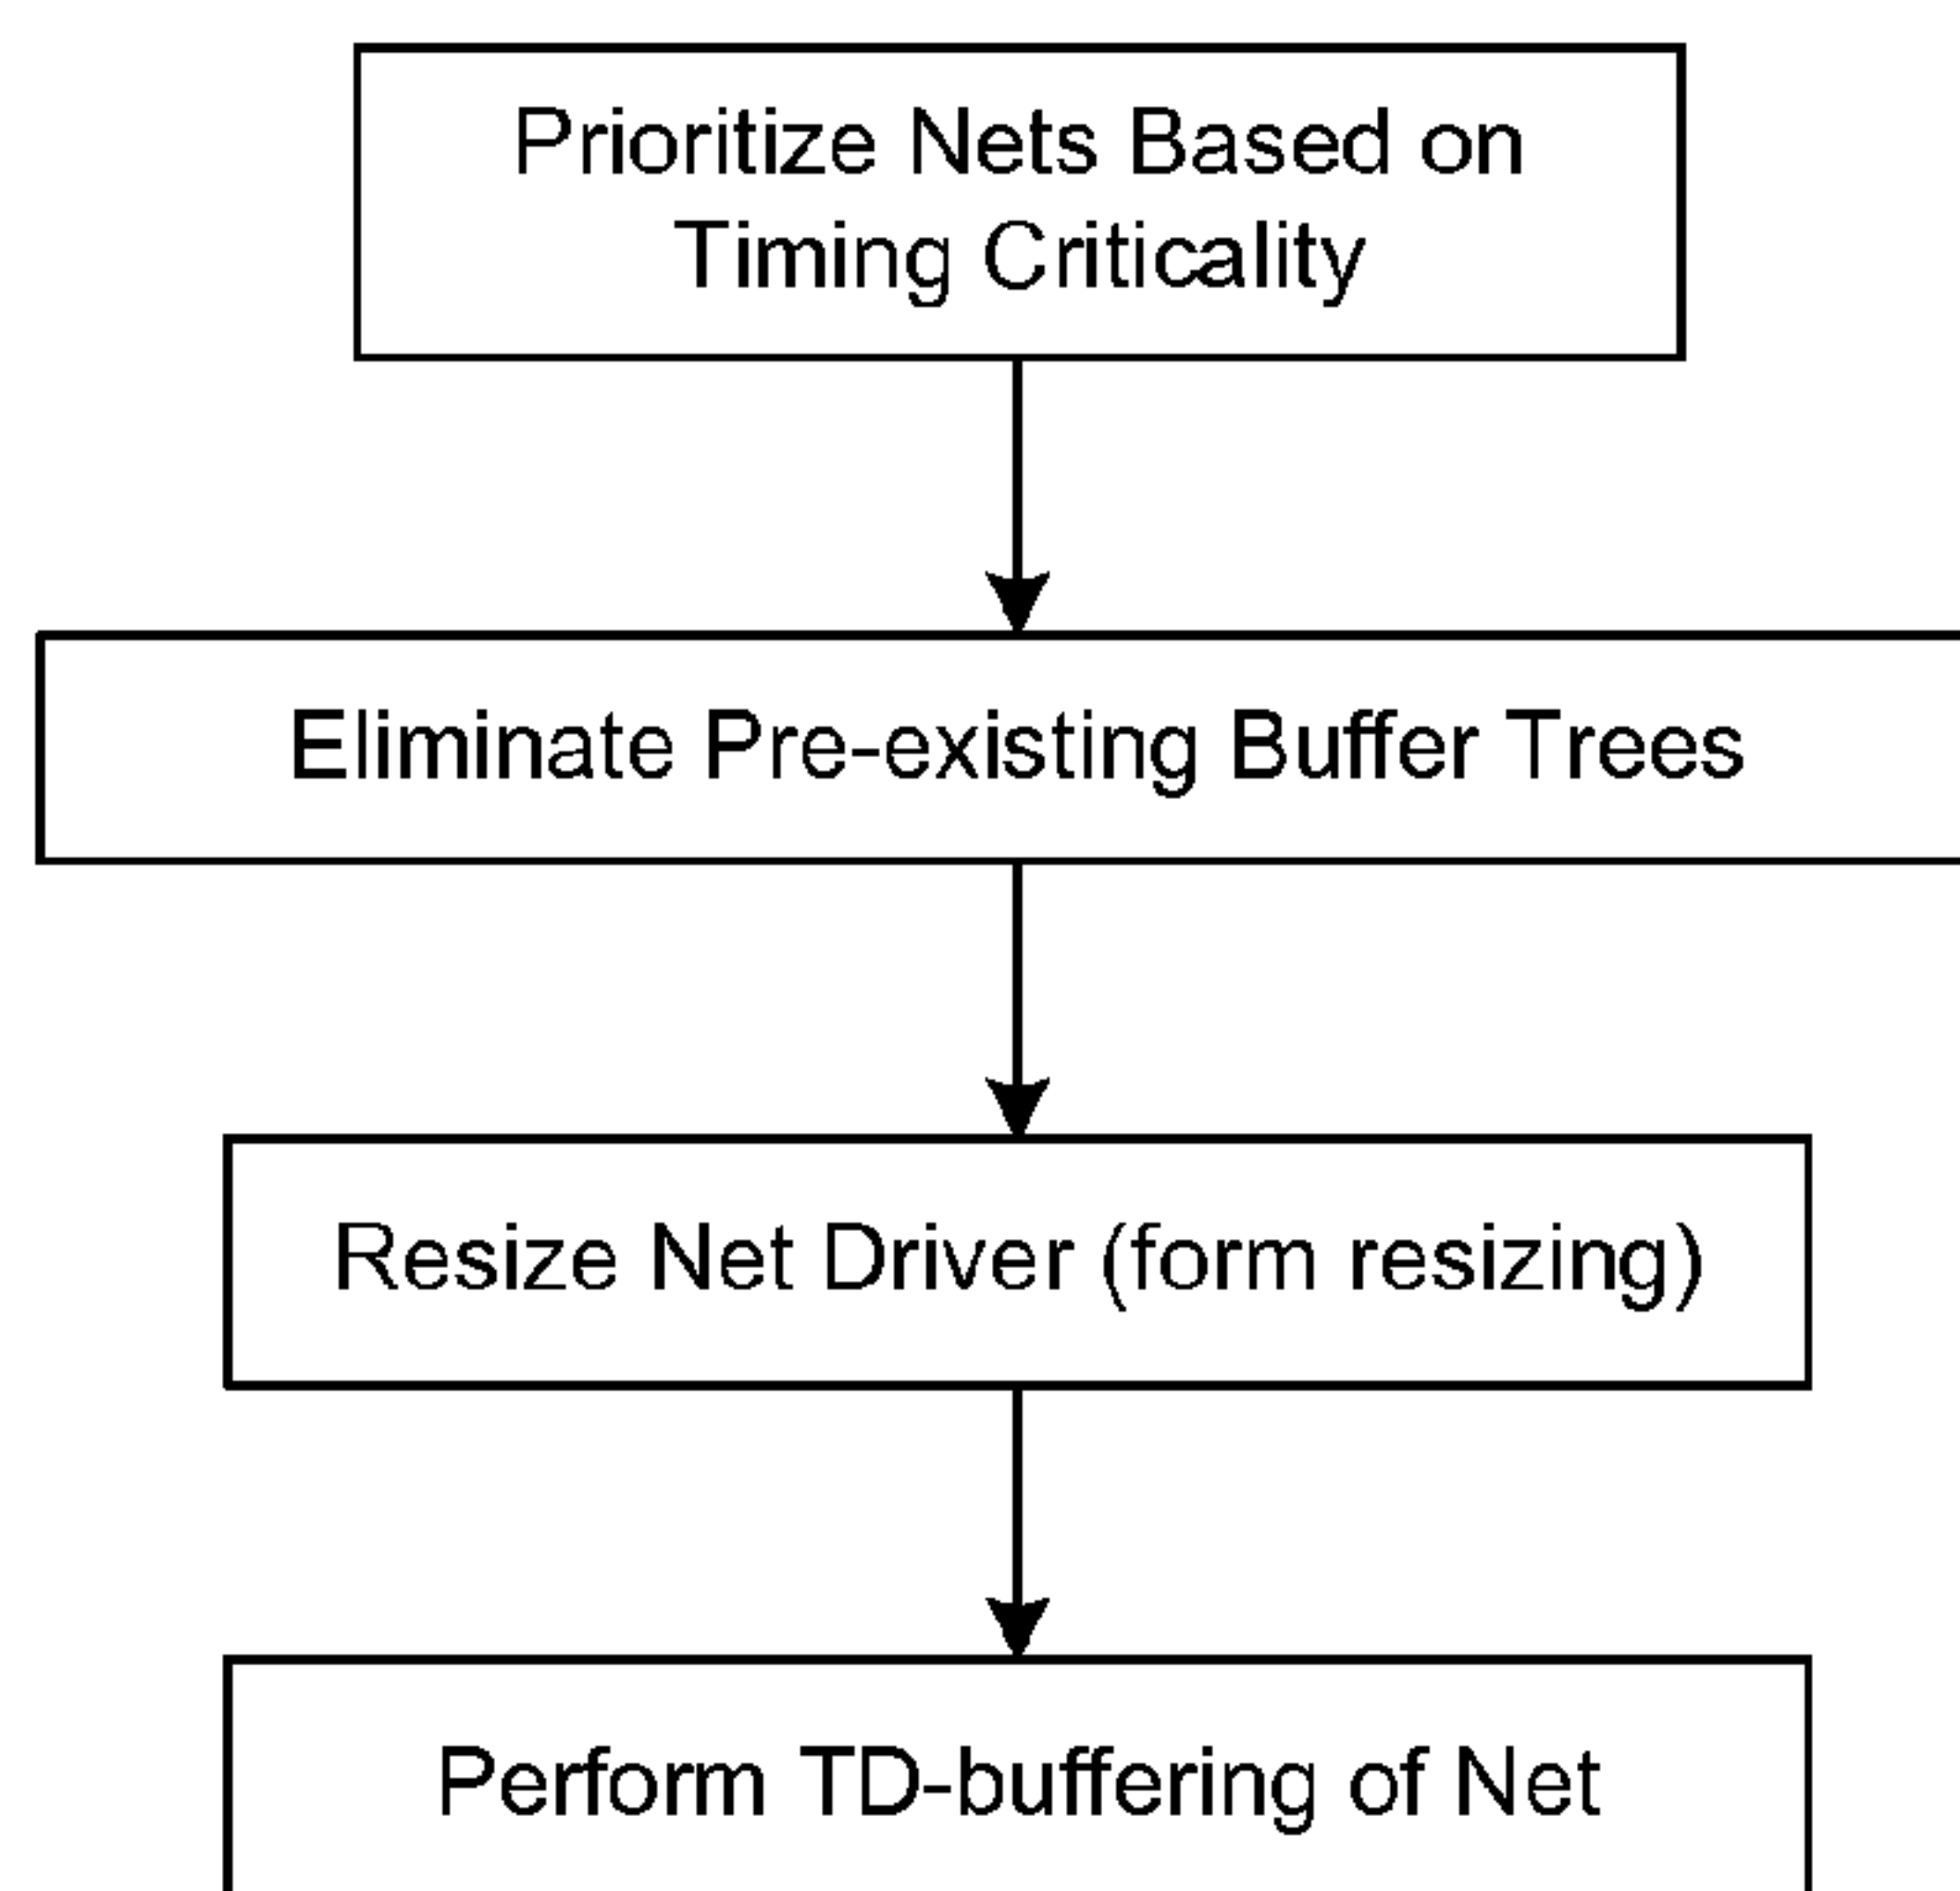 Prioritize Nets Based on
Timing Criticality
Eliminate Pre-existing Buffer Trees
Resize Net Driver (form resizing)
Perform TD-buffering of Net